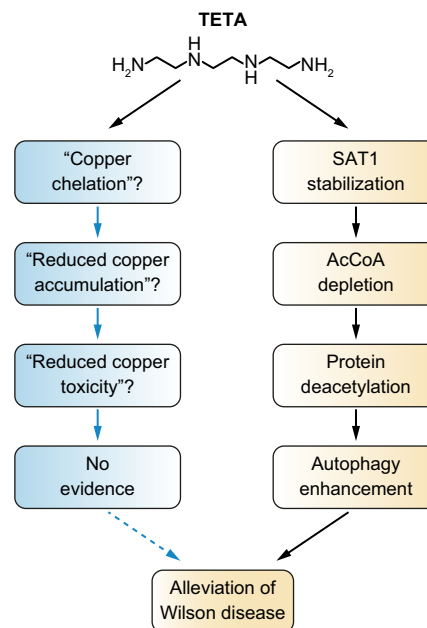 TETA
H₂N
H
N
N
H
NH₂
“Copper
chelation”?
“Reduced copper
accumulation”?
“Reduced copper
toxicity”?
No
evidence
SAT1
stabilization
AcCoA
depletion
Protein
deacetylation
Autophagy
enhancement
Alleviation of
Wilson disease